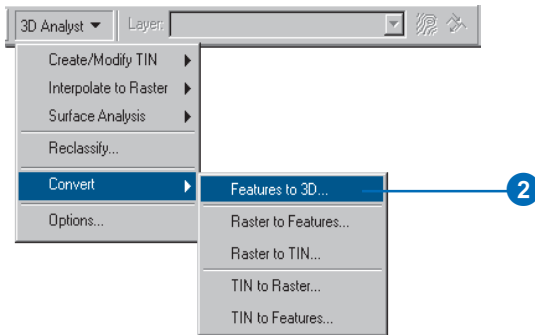 3D Analyst Layer:
Create/Modify TIN
Interpolate to Raster
Surface Analysis
Reclassify...
Convert
Options...
Features to 3D...
2
Raster to Features...
Raster to TIN...
TIN to Raster...
TIN to Features...